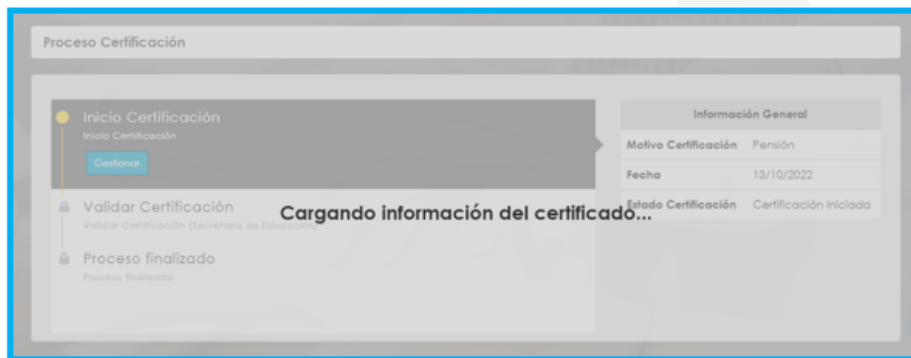 Proceso Certificación
Inicio Certificación
Inicio Certificación
Gestionar
Validar Certificación
Validar Certificación (Secretaría de Educación)
Proceso finalizado
Proceso finalizado
Cargando información del certificado...
Información General
Motivo Certificación Pensión
Fecha 13/10/2022
Estado Certificación Certificación Iniciada